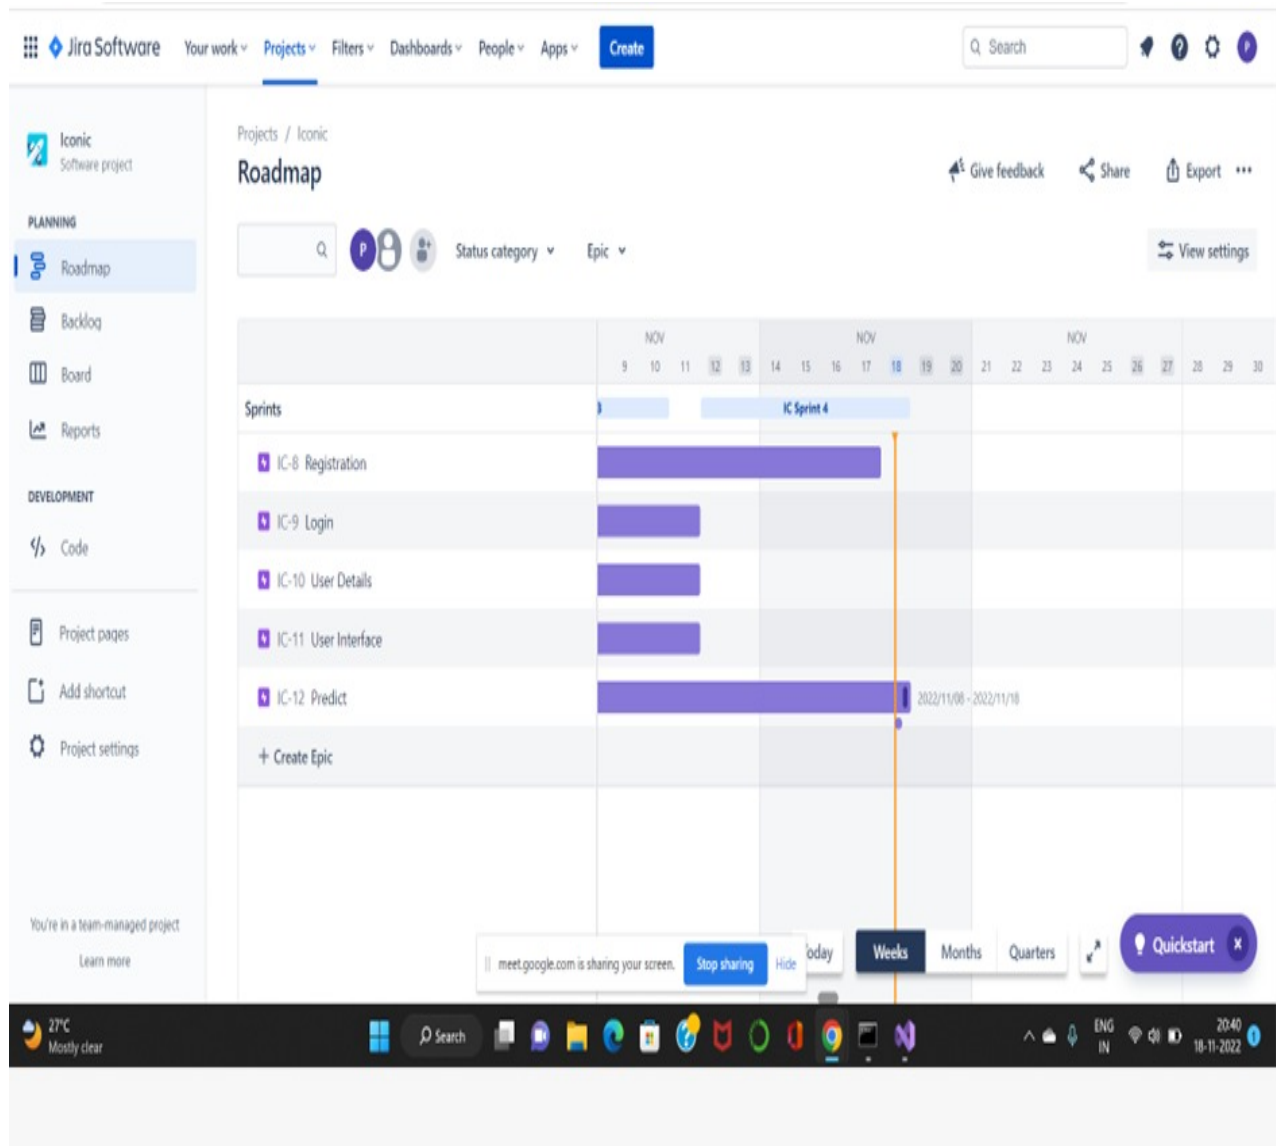 Jira Software Your work Projects Filters Dashboards People Apps Create Search P
Iconic
Software project
Projects / Iconic
Roadmap
Give feedback Share Export
PLANNING
Roadmap
Backlog
Board
Reports
DEVELOPMENT
Code
Project pages
Add shortcut
Project settings
You're in a team-managed project
Learn more
P Status category Epic View settings
NOV NOV NOV
9 10 11 12 13 14 15 16 17 18 19 20 21 22 23 24 25 26 27 28 29 30
Sprints 3 IC Sprint 4
IC-8 Registration
IC-9 Login
IC-10 User Details
IC-11 User Interface
IC-12 Predict 2022/11/08 - 2022/11/18
+ Create Epic
meet.google.com is sharing your screen. Stop sharing Hide oday Weeks Months Quarters Quickstart x
27°C
Mostly clear
Search
ENG
IN
20:40
18-11-2022
1